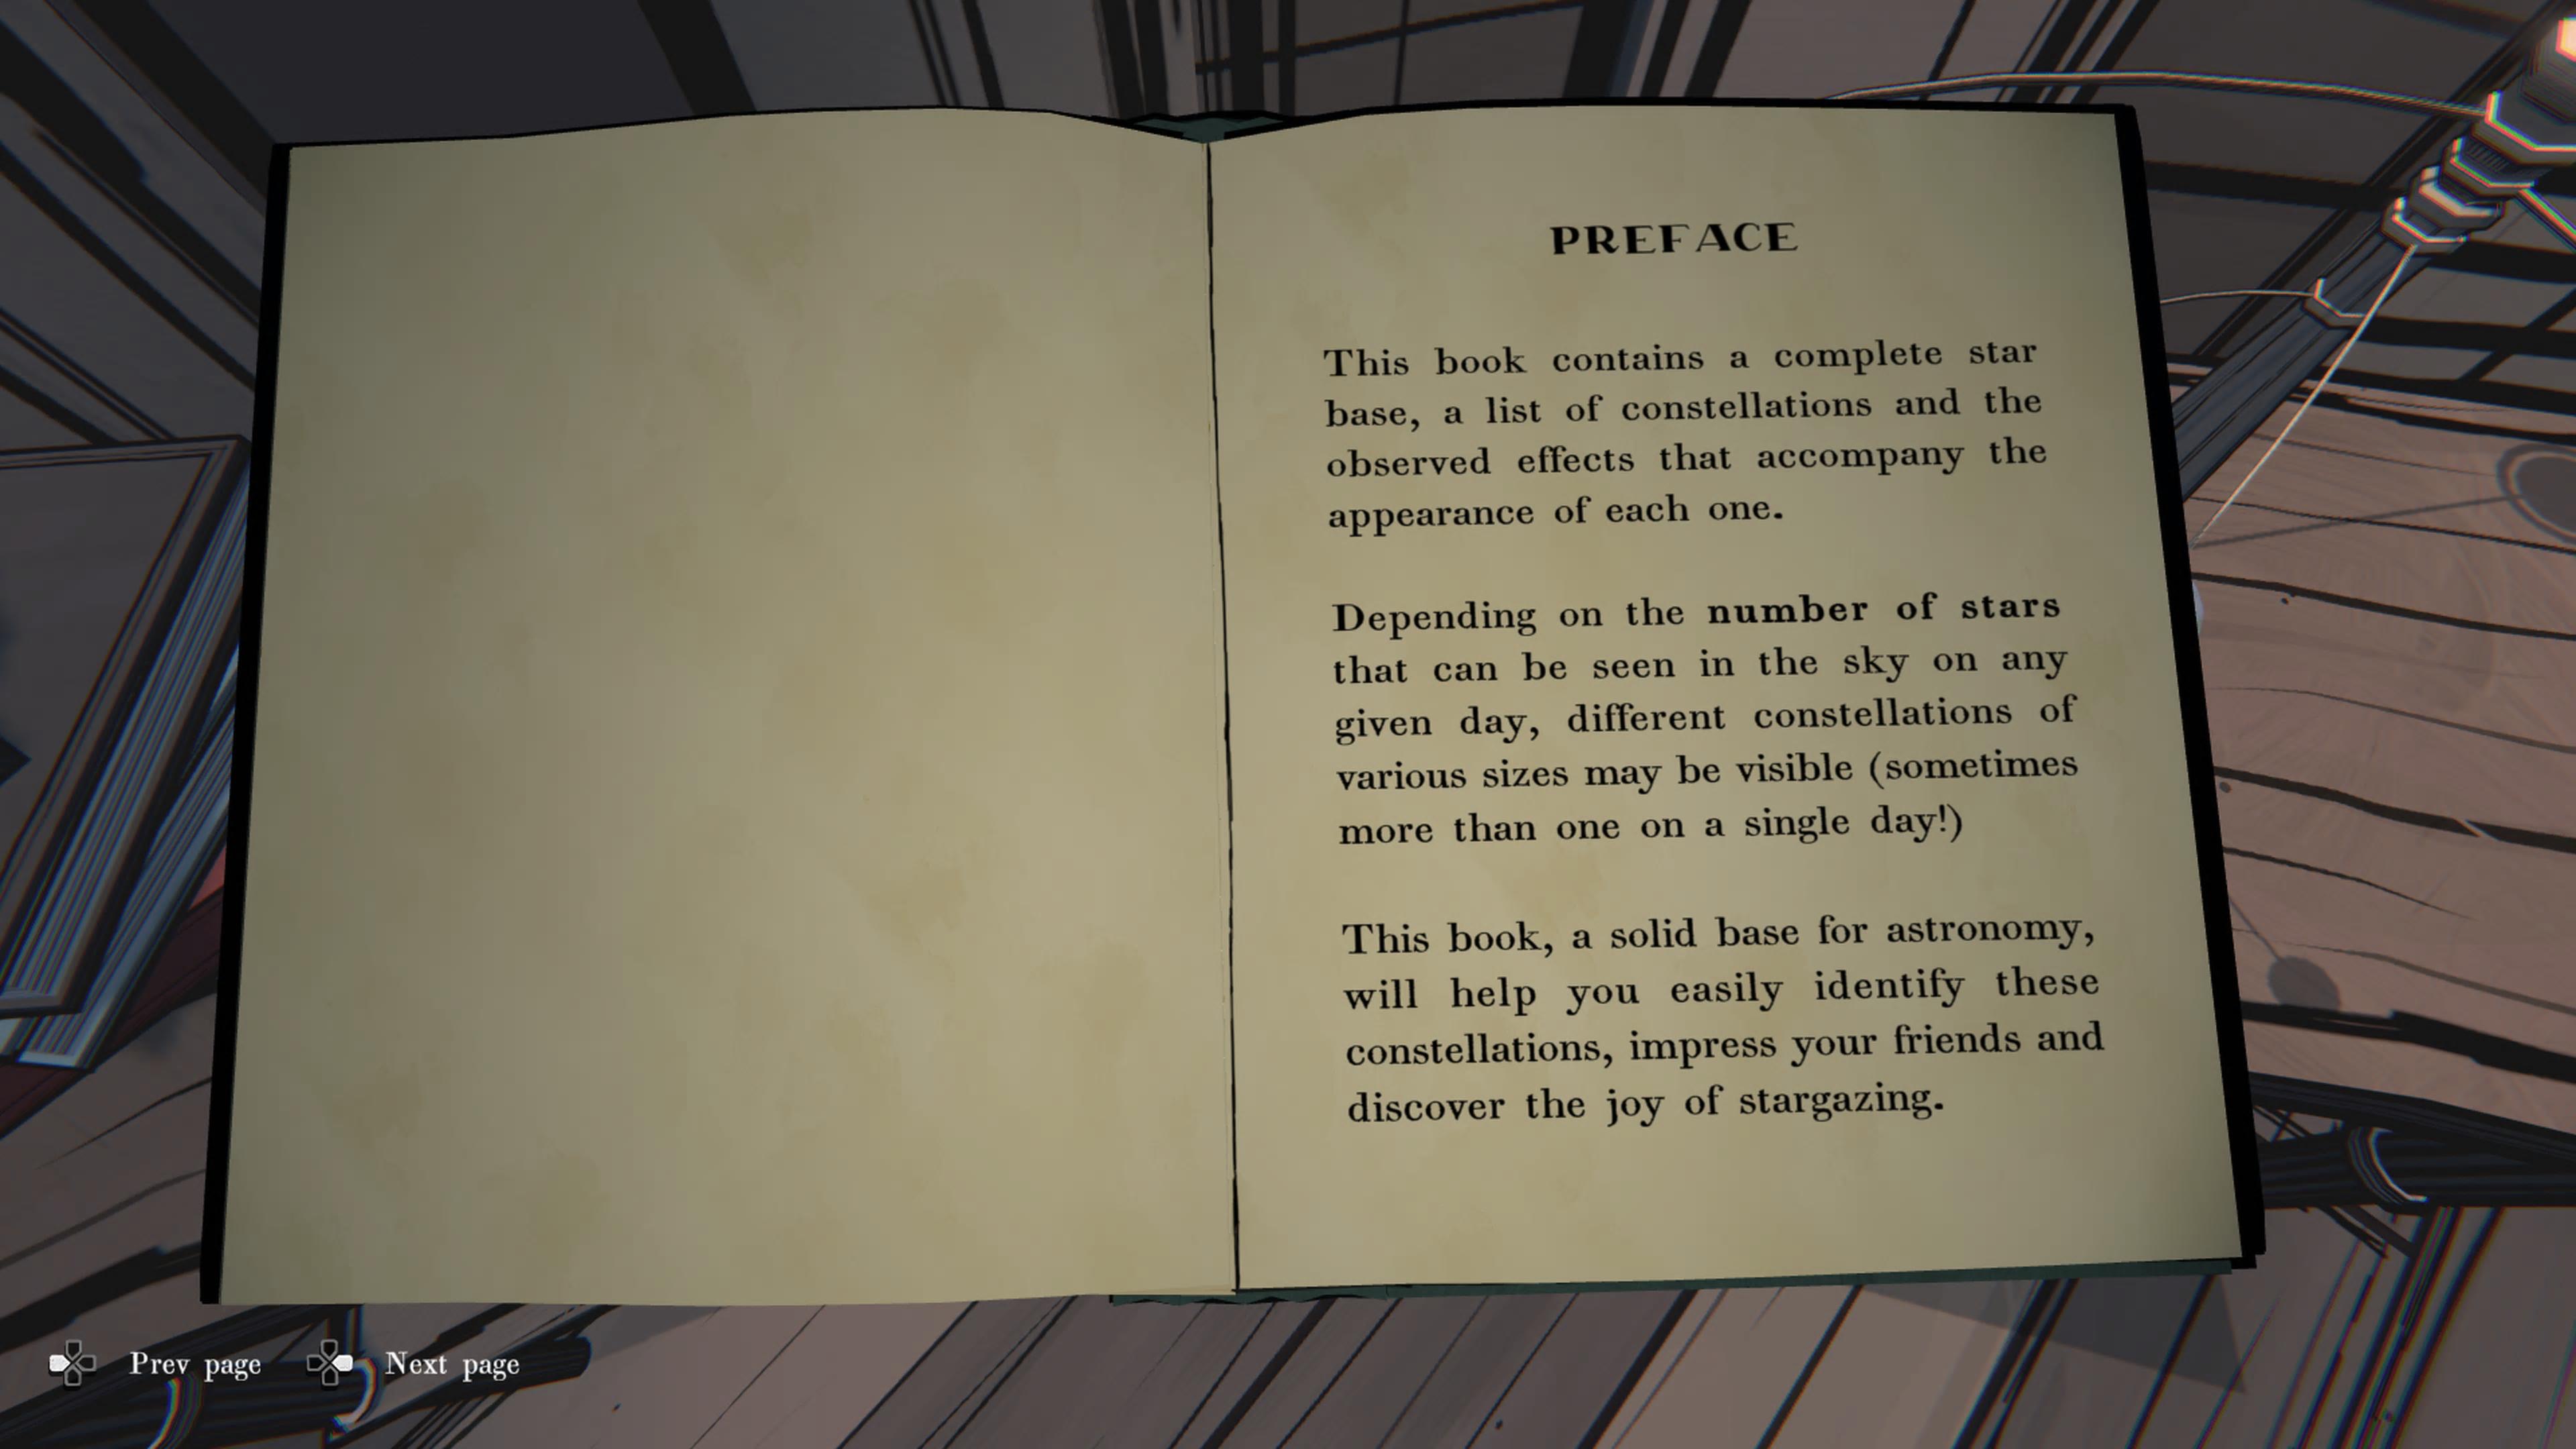 PREFACE
This book contains a complete star
base, a list of constellations and the
observed effects that accompany the
appearance of each one.
Depending on the number of stars
that can be seen in the sky on any
given day, different constellations of
various sizes may be visible (sometimes
more than one on a single day!)
This book, a solid base for astronomy,
will help you easily identify these
constellations, impress your friends and
discover the joy of stargazing.
Prev page Next page